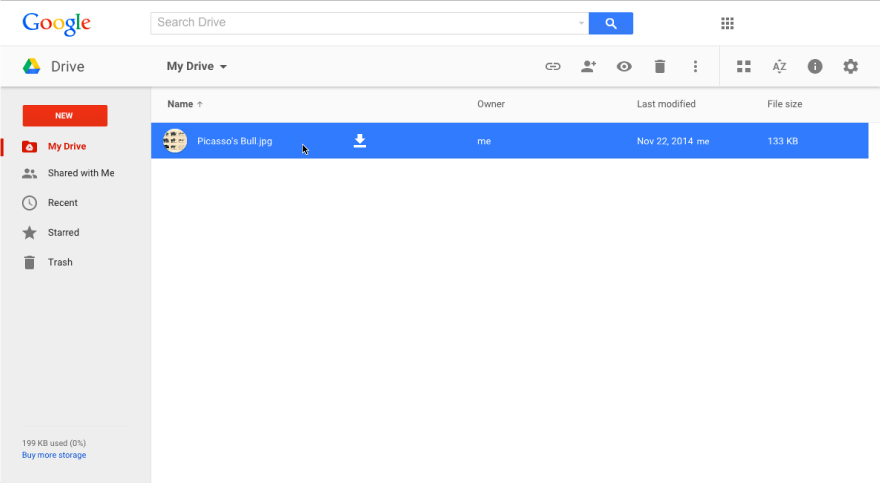 Google
Search Drive
Drive
My Drive
AZ
NEW
My Drive
Shared with Me
Recent
Starred
Trash
199 KB used (0%)
Buy more storage
Name Owner Last modified File size
Picasso's Bull.jpg me Nov 22, 2014 me 133 KB